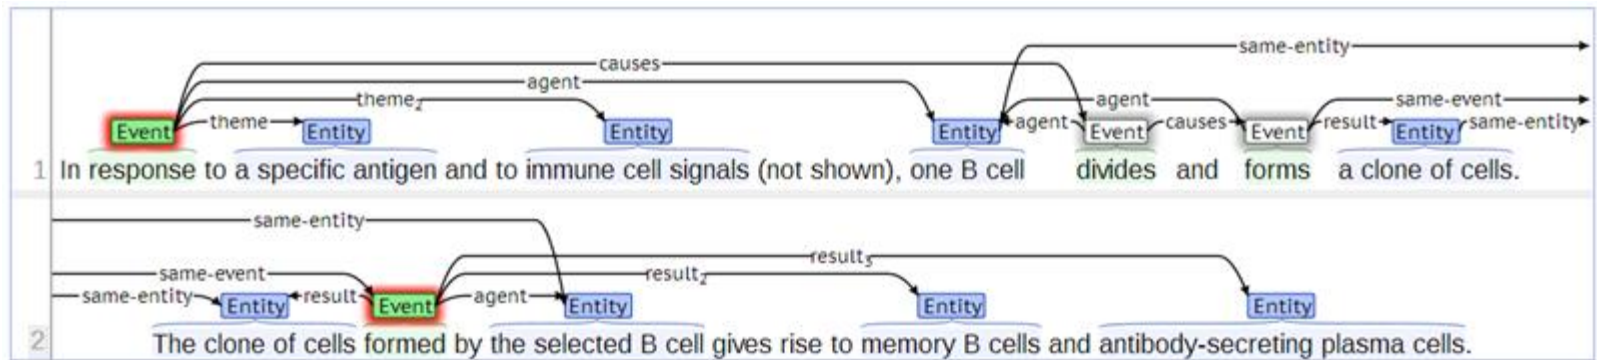 same-entity
causes
agent
theme2
agent
same-event
Event theme Entity Entity Entity agent Event causes Event result Entity same-entity
1 In response to a specific antigen and to immune cell signals (not shown), one B cell divides and forms a clone of cells.
same-entity
result3
same-event
result2
same-entity Entity result Event agent Entity Entity Entity
2 The clone of cells formed by the selected B cell gives rise to memory B cells and antibody-secreting plasma cells.